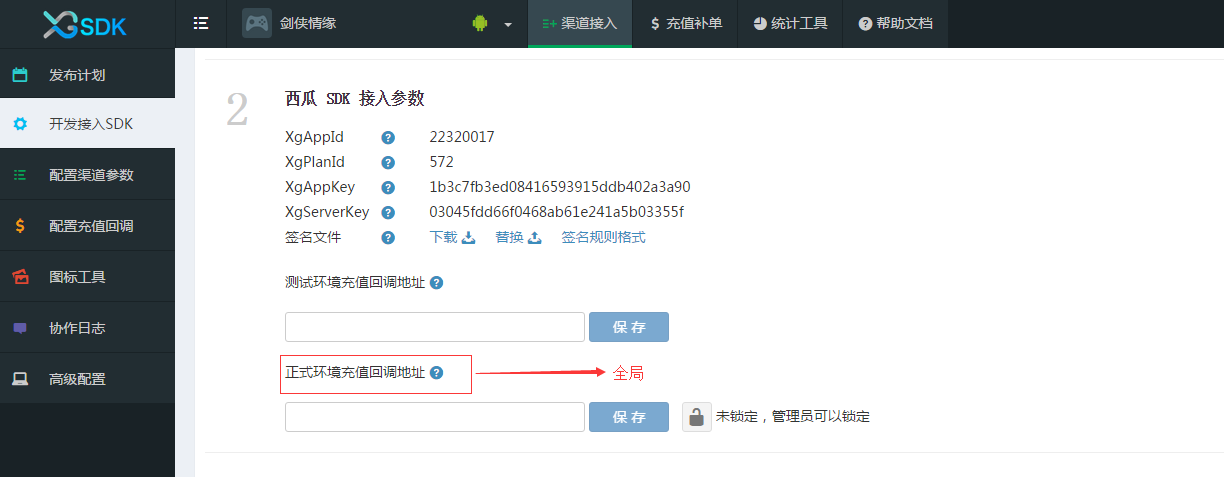 XGSDK
剑侠情缘
渠道接入
充值补单
统计工具
帮助文档
发布计划
开发接入SDK
配置渠道参数
配置充值回调
图标工具
协作日志
高级配置
2
西瓜 SDK 接入参数
XgAppId 22320017
XgPlanId 572
XgAppKey 1b3c7fb3ed08416593915ddb402a3a90
XgServerKey 03045fdd66f0468ab61e241a5b03355f
签名文件 下载 替换 签名规则格式
测试环境充值回调地址
保 存
正式环境充值回调地址 全局
保 存 未锁定，管理员可以锁定